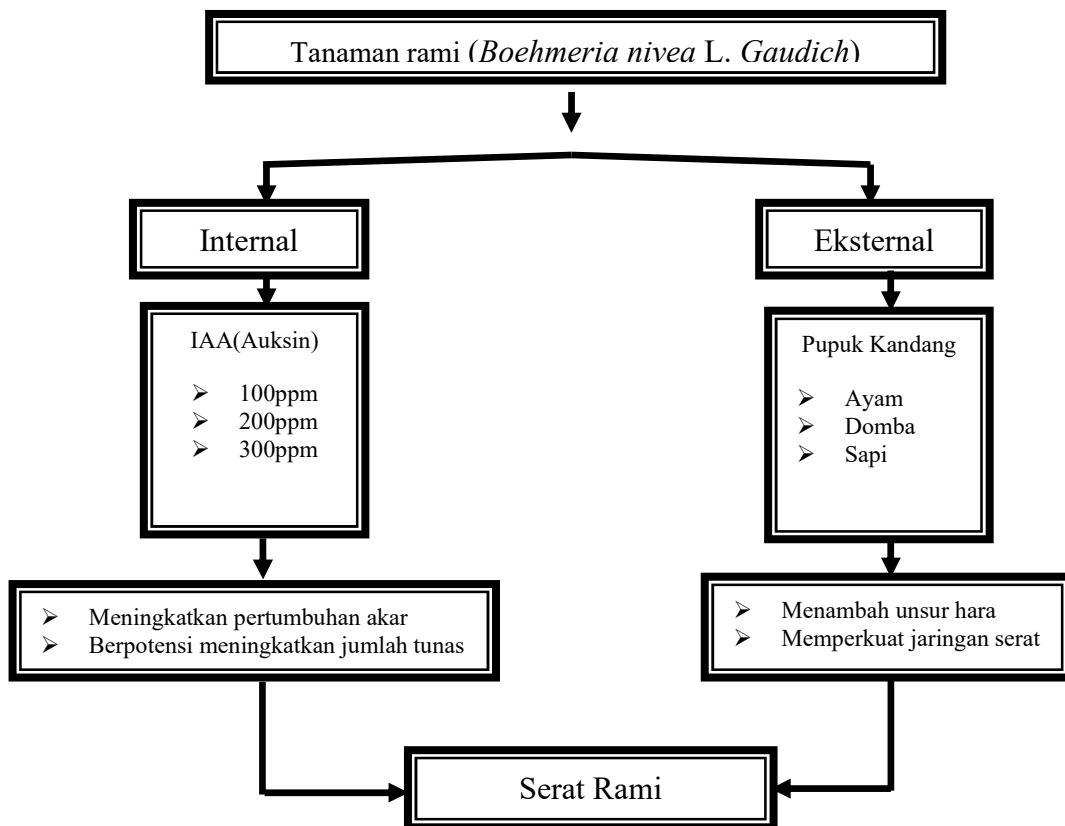 Tanaman rami (Boehmeria nivea L. Gaudich)
Internal
Eksternal
IAA(Auksin)
➢ 100ppm
➢ 200ppm
➢ 300ppm
Pupuk Kandang
➢ Ayam
➢ Domba
➢ Sapi
➢ Meningkatkan pertumbuhan akar
➢ Berpotensi meningkatkan jumlah tunas
➢ Menambah unsur hara
➢ Memperkuat jaringan serat
Serat Rami